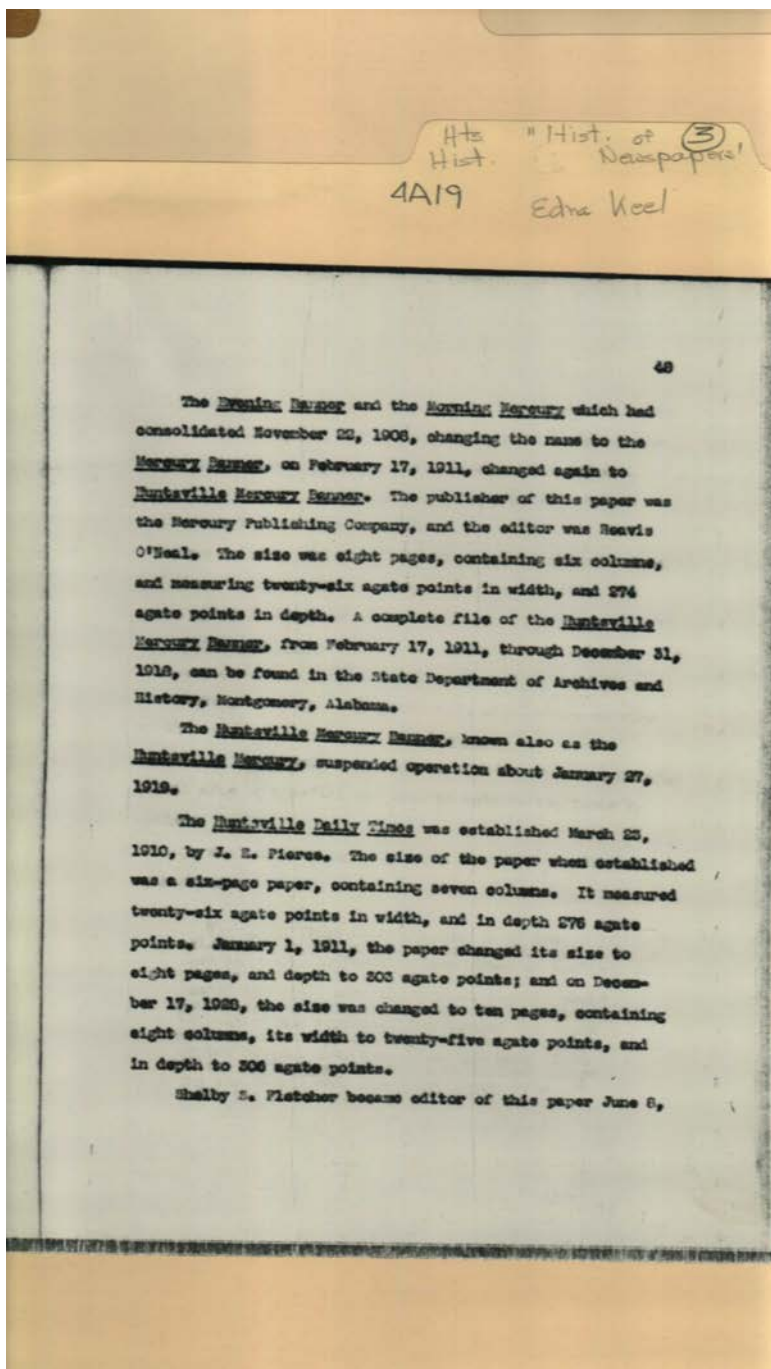 Hts "Hist. of ③
Hist. Newspapers"
4A19 Edna Keel
48
The Evening Banner and the Morning Mercury which had
consolidated November 22, 1908, changing the name to the
Mercury Banner, on February 17, 1911, changed again to
Huntsville Mercury Banner. The publisher of this paper was
the Mercury Publishing Company, and the editor was Reavis
O'Neal. The size was eight pages, containing six columns,
and measuring twenty-six agate points in width, and 274
agate points in depth. A complete file of the Huntsville
Mercury Banner, from February 17, 1911, through December 31,
1918, can be found in the State Department of Archives and
History, Montgomery, Alabama.
The Huntsville Mercury Banner, known also as the
Huntsville Mercury, suspended operation about January 27,
1919.
The Huntsville Daily Times was established March 23,
1910, by J. E. Pierce. The size of the paper when established
was a six-page paper, containing seven columns. It measured
twenty-six agate points in width, and in depth 276 agate
points. January 1, 1911, the paper changed its size to
eight pages, and depth to 303 agate points; and on Decem-
ber 17, 1928, the size was changed to ten pages, containing
eight columns, its width to twenty-five agate points, and
in depth to 306 agate points.
Shelby S. Fletcher became editor of this paper June 8,